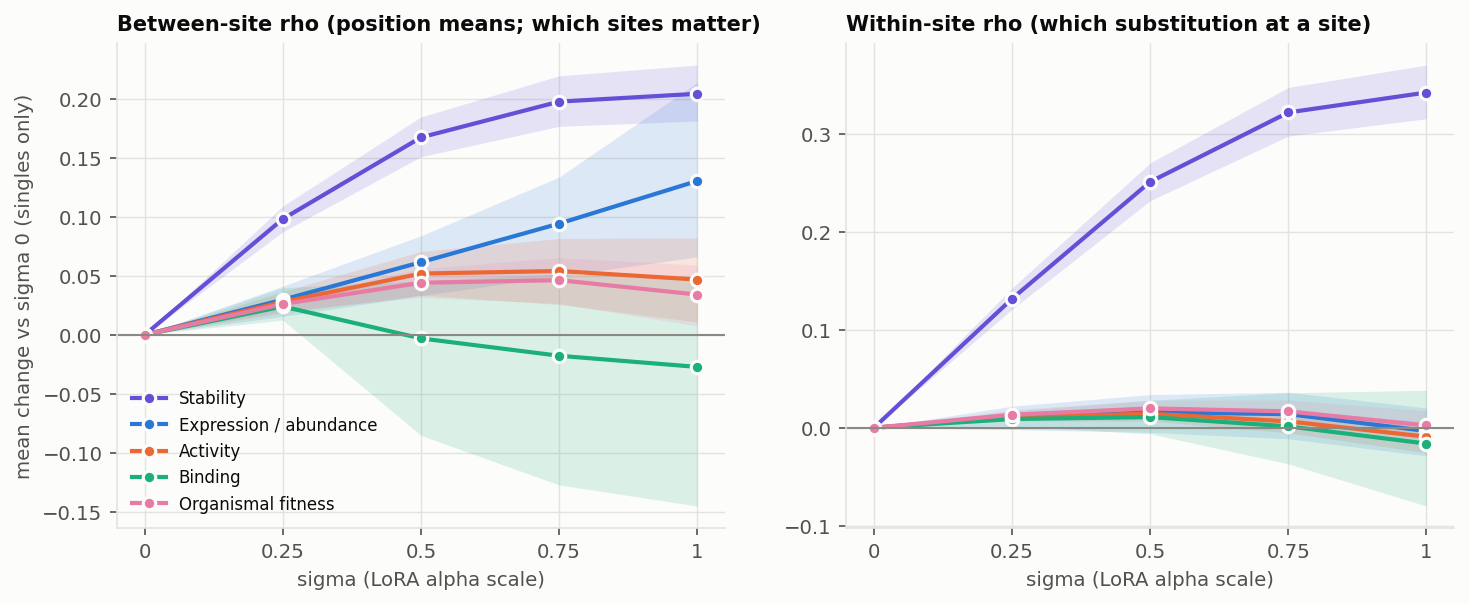 Between-site rho (position means; which sites matter)
mean change vs sigma 0 (singles only)
0.20
0.15
0.10
0.05
0.00
−0.05
−0.10
−0.15
Stability
Expression / abundance
Activity
Binding
Organismal fitness
0 0.25 0.5 0.75 1
sigma (LoRA alpha scale)
Within-site rho (which substitution at a site)
0.3
0.2
0.1
0.0
−0.1
0 0.25 0.5 0.75 1
sigma (LoRA alpha scale)